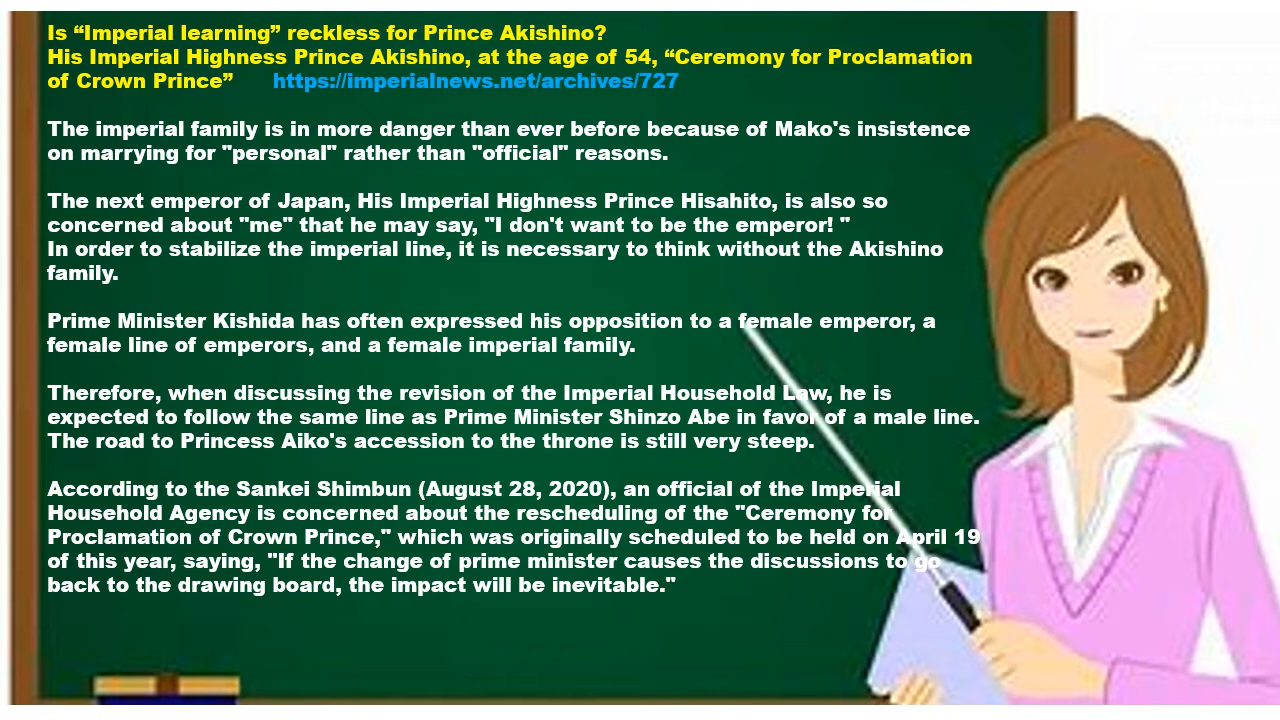 Is “Imperial learning” reckless for Prince Akishino?
His Imperial Highness Prince Akishino, at the age of 54, “Ceremony for Proclamation
of Crown Prince” https://imperialnews.net/archives/727
The imperial family is in more danger than ever before because of Mako's insistence
on marrying for "personal" rather than "official" reasons.
The next emperor of Japan, His Imperial Highness Prince Hisahito, is also so
concerned about "me" that he may say, "I don't want to be the emperor! "
In order to stabilize the imperial line, it is necessary to think without the Akishino
family.
Prime Minister Kishida has often expressed his opposition to a female emperor, a
female line of emperors, and a female imperial family.
Therefore, when discussing the revision of the Imperial Household Law, he is
expected to follow the same line as Prime Minister Shinzo Abe in favor of a male line.
The road to Princess Aiko's accession to the throne is still very steep.
According to the Sankei Shimbun (August 28, 2020), an official of the Imperial
Household Agency is concerned about the rescheduling of the "Ceremony for
Proclamation of Crown Prince," which was originally scheduled to be held on April 19
of this year, saying, "If the change of prime minister causes the discussions to go
back to the drawing board, the impact will be inevitable."